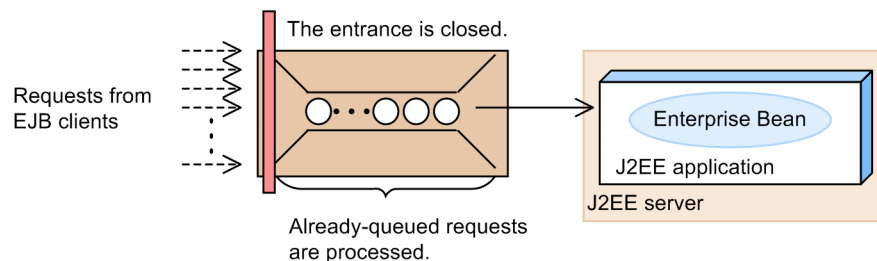 The entrance is closed.
Requests from
EJB clients
Enterprise Bean
J2EE application
J2EE server
Already-queued requests
are processed.